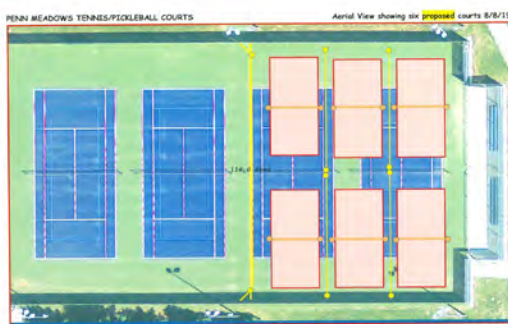 PENN MEADOWS TENNIS/PICKLEBALL COURTS
Aerial View showing six proposed courts 8/8/19